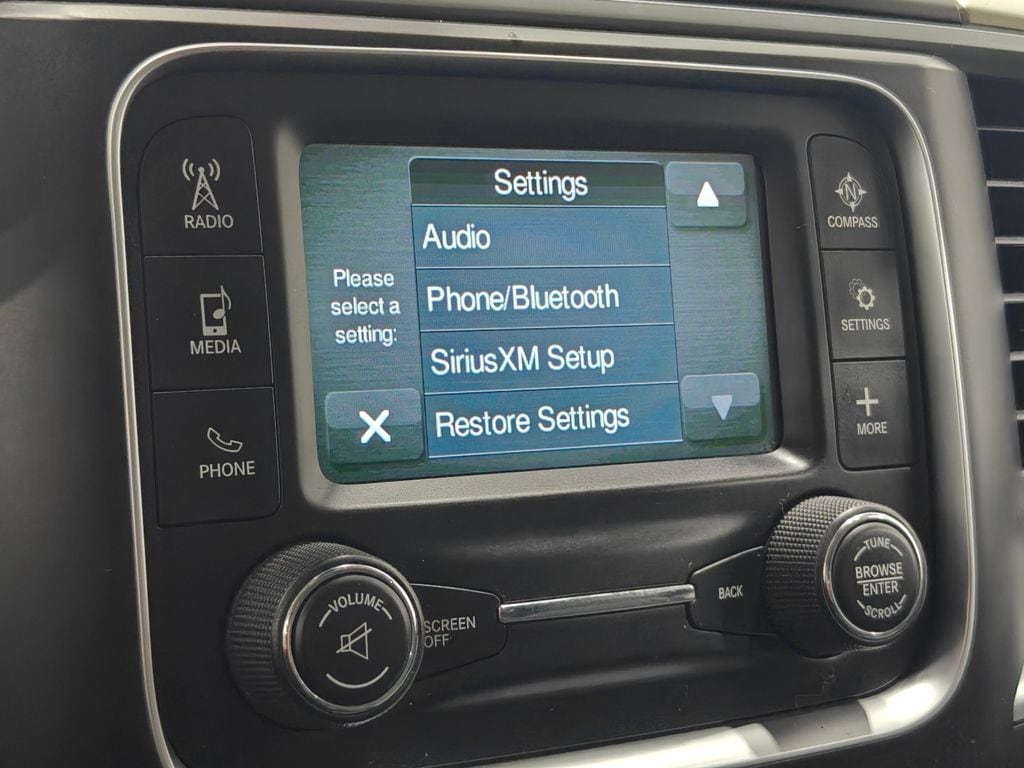 RADIO
MEDIA
PHONE
Settings
Audio
Phone/Bluetooth
SiriusXM Setup
Restore Settings
Please
select a
setting:
X
N
COMPASS
SETTINGS
MORE
VOLUME
SCREEN
OFF
BACK
TUNE
BROWSE
ENTER
SCROLL